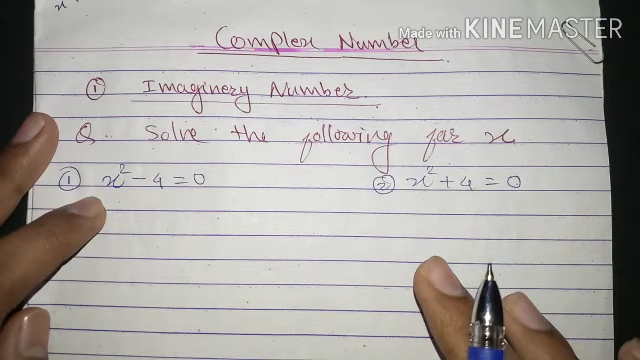 Made with KINEMASTER
Complex Number
① Imaginery Number
Q. Solve the following for x
① x² - 4 = 0 ② x² + 4 = 0